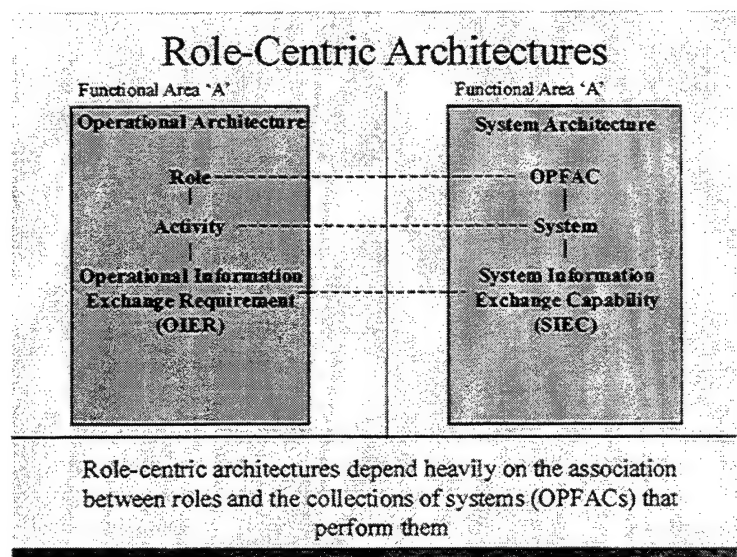 Role-Centric Architectures
Functional Area ‘A’
Operational Architecture
Role
Activity
Operational Information
Exchange Requirement
(OIER)
Functional Area ‘A’
System Architecture
OPFAC
System
System Information
Exchange Capability
(SIEC)
Role-centric architectures depend heavily on the association
between roles and the collections of systems (OPFACs) that
perform them